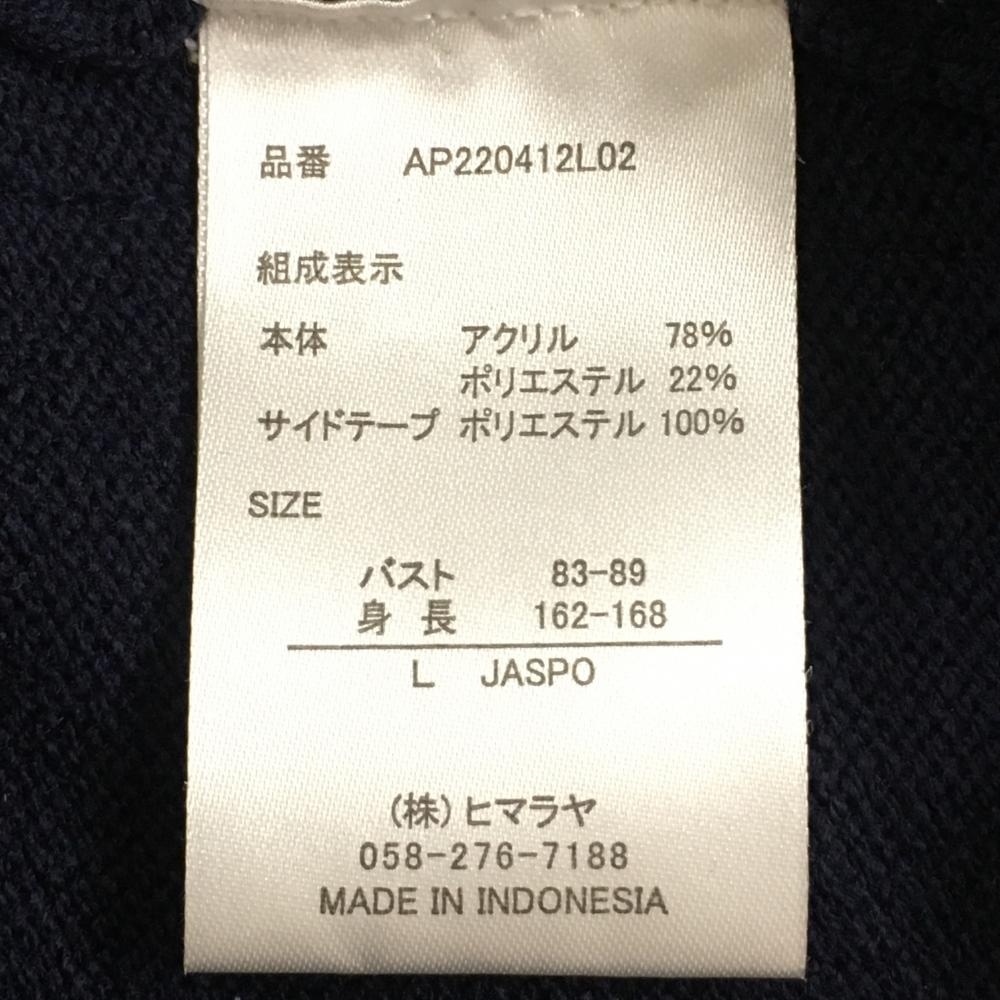 品番 AP220412L02
組成表示
本体 アクリル 78%
ポリエステル 22%
サイドテープ ポリエステル 100%
SIZE
バスト 83-89
身長 162-168
L JASPO
(株)ヒマラヤ
058-276-7188
MADE IN INDONESIA